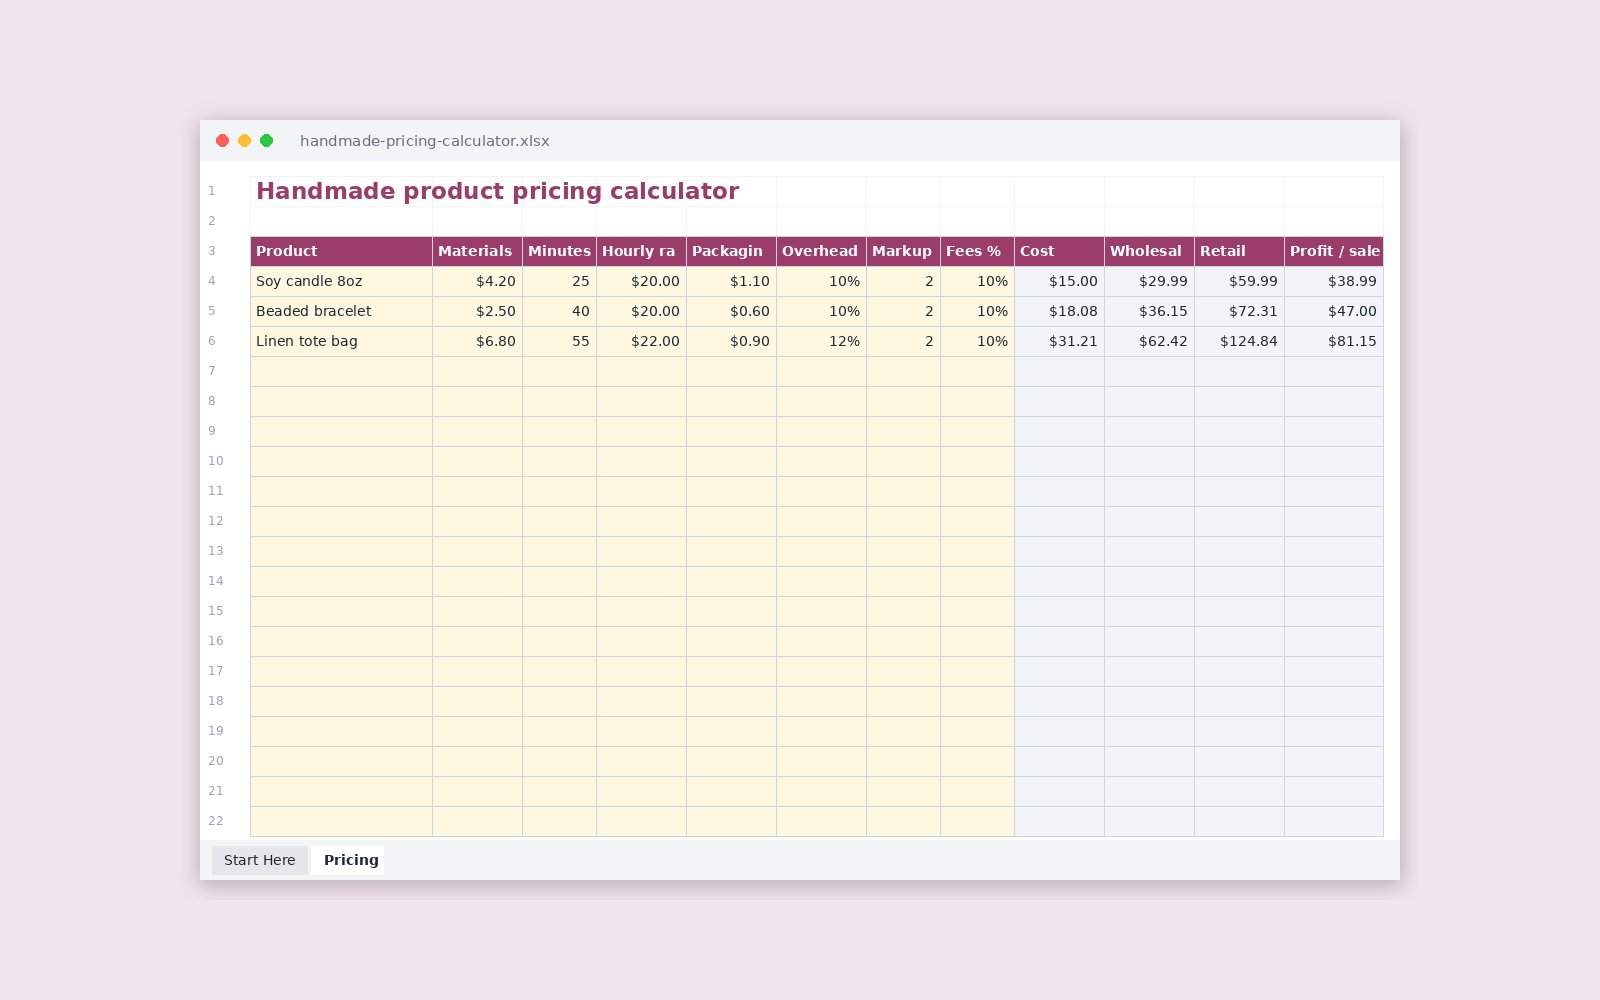 handmade-pricing-calculator.xlsx
1 Handmade product pricing calculator
2
3 Product Materials Minutes Hourly ra Packagin Overhead Markup Fees % Cost Wholesal Retail Profit / sale
4 Soy candle 8oz $4.20 25 $20.00 $1.10 10% 2 10% $15.00 $29.99 $59.99 $38.99
5 Beaded bracelet $2.50 40 $20.00 $0.60 10% 2 10% $18.08 $36.15 $72.31 $47.00
6 Linen tote bag $6.80 55 $22.00 $0.90 12% 2 10% $31.21 $62.42 $124.84 $81.15
7
8
9
10
11
12
13
14
15
16
17
18
19
20
21
22
Start Here Pricing